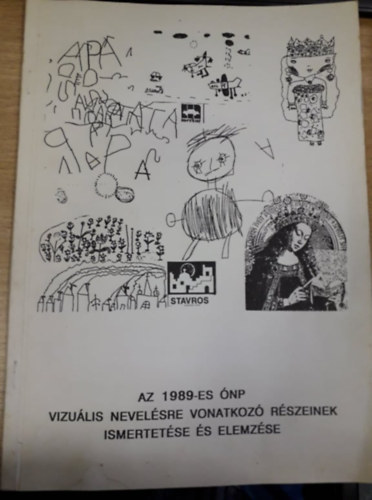 APA
STAVROS
AZ 1989-ES ÓNP
VIZUÁLIS NEVELÉSRE VONATKOZÓ RÉSZEINEK
ISMERTETÉSE ÉS ELEMZÉSE